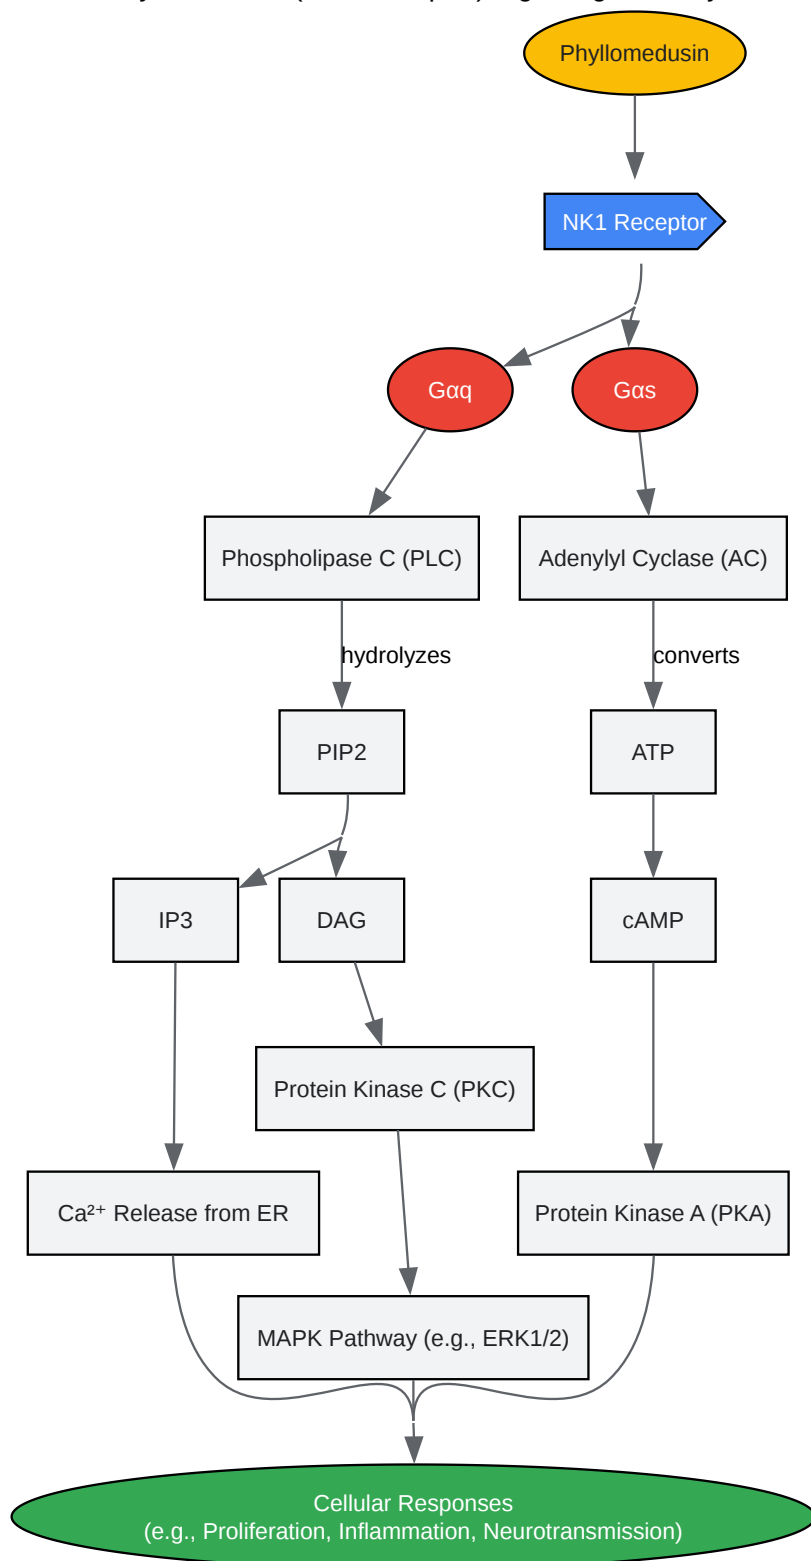 Phyllomedusin
NK1 Receptor
Gαq
Gαs
Phospholipase C (PLC)
Adenylyl Cyclase (AC)
hydrolyzes
converts
PIP2
ATP
IP3
DAG
cAMP
Protein Kinase C (PKC)
Ca²⁺ Release from ER
Protein Kinase A (PKA)
MAPK Pathway (e.g., ERK1/2)
Cellular Responses
(e.g., Proliferation, Inflammation, Neurotransmission)